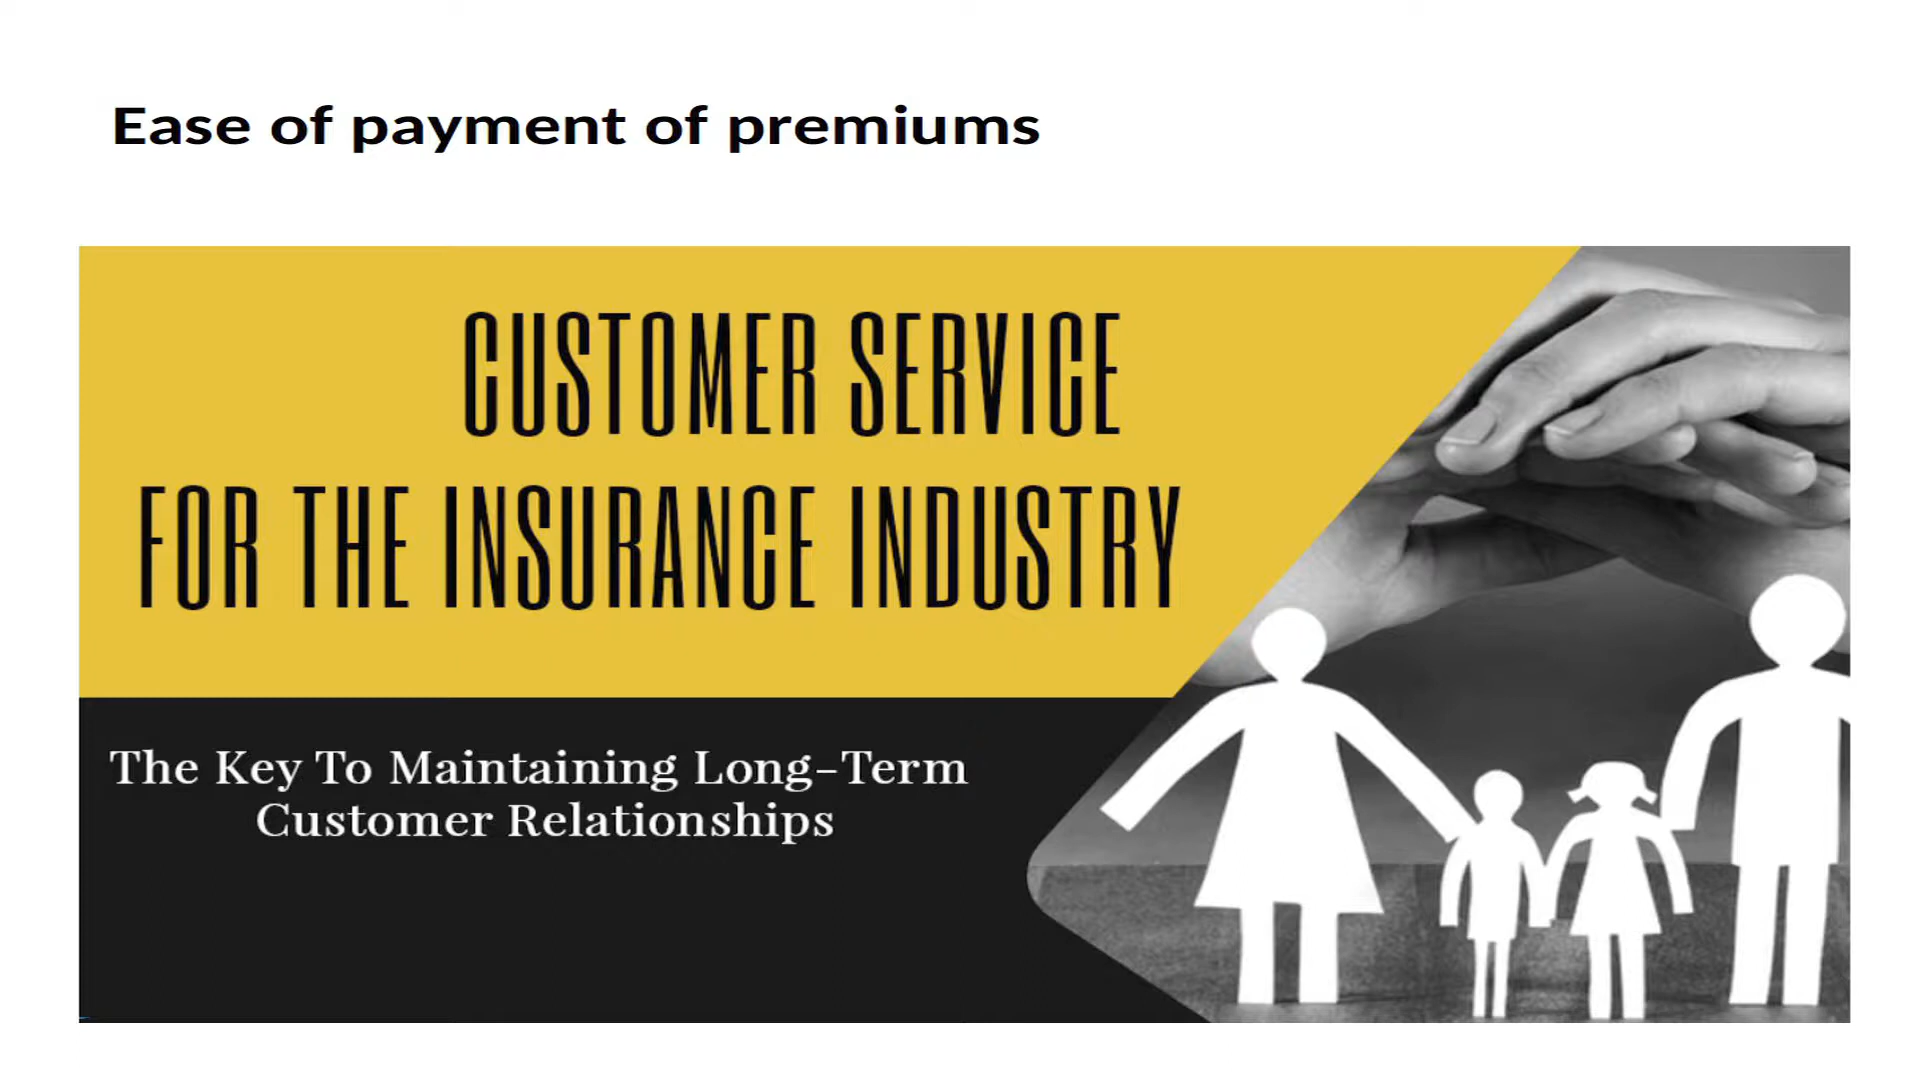 Ease of payment of premiums
CUSTOMER SERVICE
FOR THE INSURANCE INDUSTRY
The Key To Maintaining Long-Term
Customer Relationships